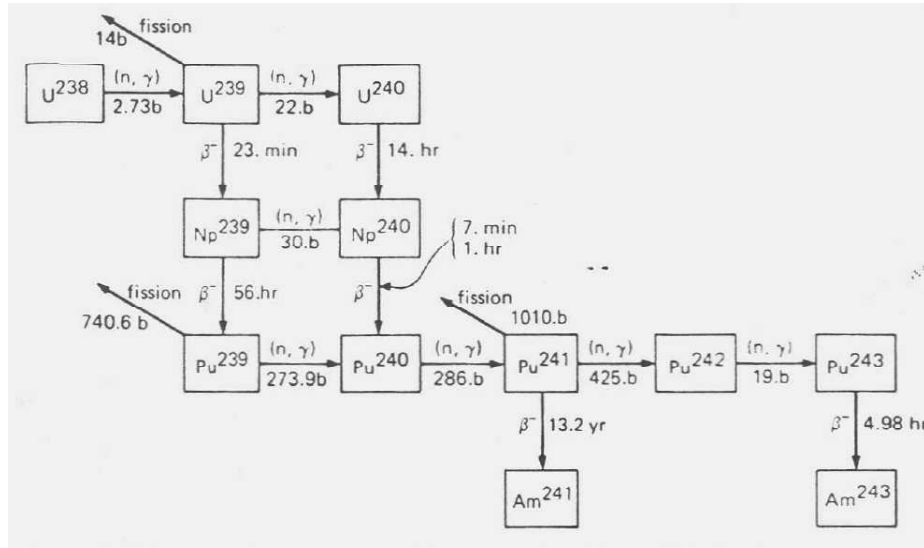 fission
14b
U238 (n, γ) U239 (n, γ) U240
2.73b 22.b
β- 23. min β- 14. hr
Np239 (n, γ) Np240
30.b
{ 7. min
1. hr
fission β- 56.hr β- fission
740.6 b 1010.b
Pu239 (n, γ) Pu240 (n, γ) Pu241 (n, γ) Pu242 (n, γ) Pu243
273.9b 286.b 425.b 19.b
β- 13.2 yr β- 4.98 hr
Am241 Am243